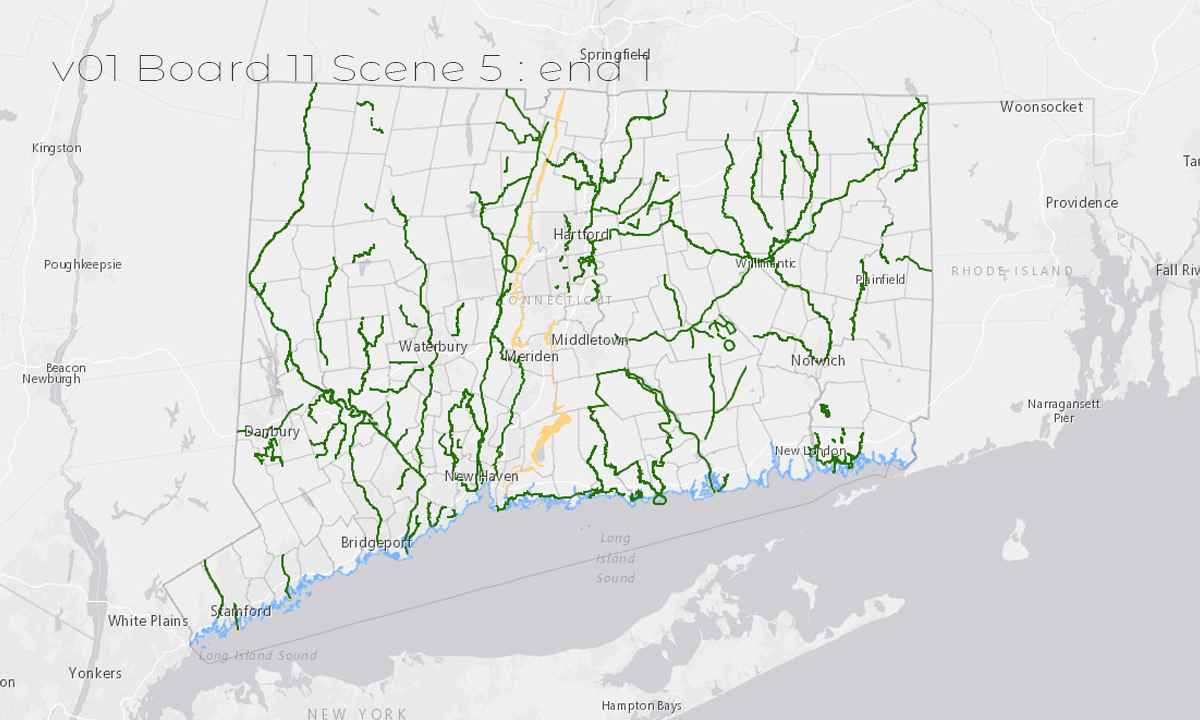 Springfield
v01 Board 11 Scene 5 : end 1
Woonsocket
Kingston
Tau
Providence
Hartford
Poughkeepsie
Willimantic
RHODE ISLAND
Fall Riv
Plainfield
CONNECTICUT
Middletown
Waterbury
Meriden
Norwich
Beacon
Newburgh
Narragansett
Pier
Danbury
New London
New Haven
Bridgeport
Long
Island
Sound
Stamford
White Plains
Long Island Sound
Yonkers
on
Hampton Bays
NEW YORK